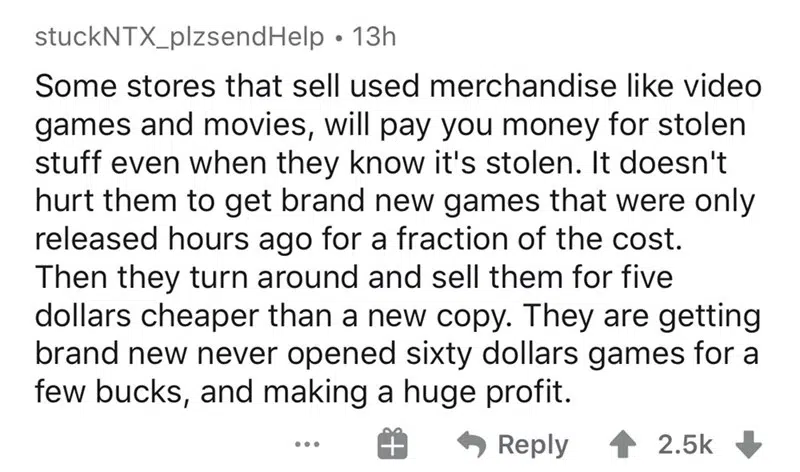 stuckNTX_plzsendHelp • 13h
Some stores that sell used merchandise like video
games and movies, will pay you money for stolen
stuff even when they know it's stolen. It doesn't
hurt them to get brand new games that were only
released hours ago for a fraction of the cost.
Then they turn around and sell them for five
dollars cheaper than a new copy. They are getting
brand new never opened sixty dollars games for a
few bucks, and making a huge profit.
... Reply 2.5k